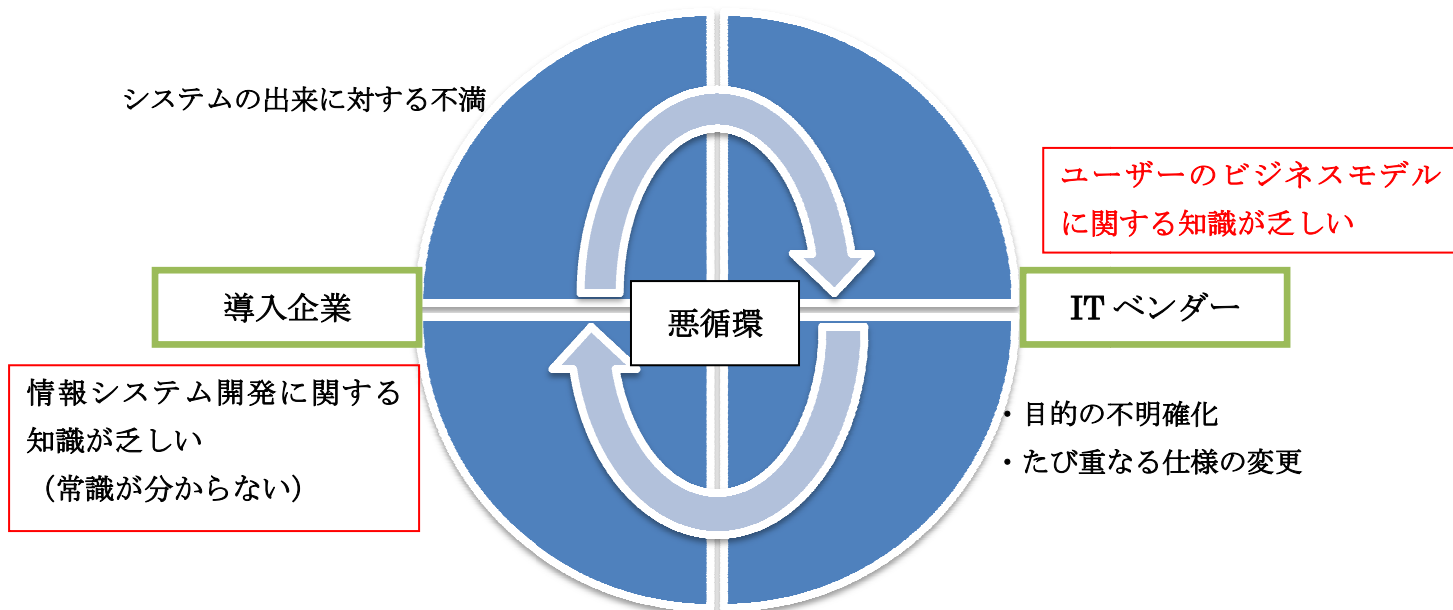 システムの出来に対する不満
ユーザーのビジネスモデル
に関する知識が乏しい
導入企業
悪循環
IT ベンダー
情報システム開発に関する
知識が乏しい
（常識が分からない）
・目的の不明確化
・たび重なる仕様の変更